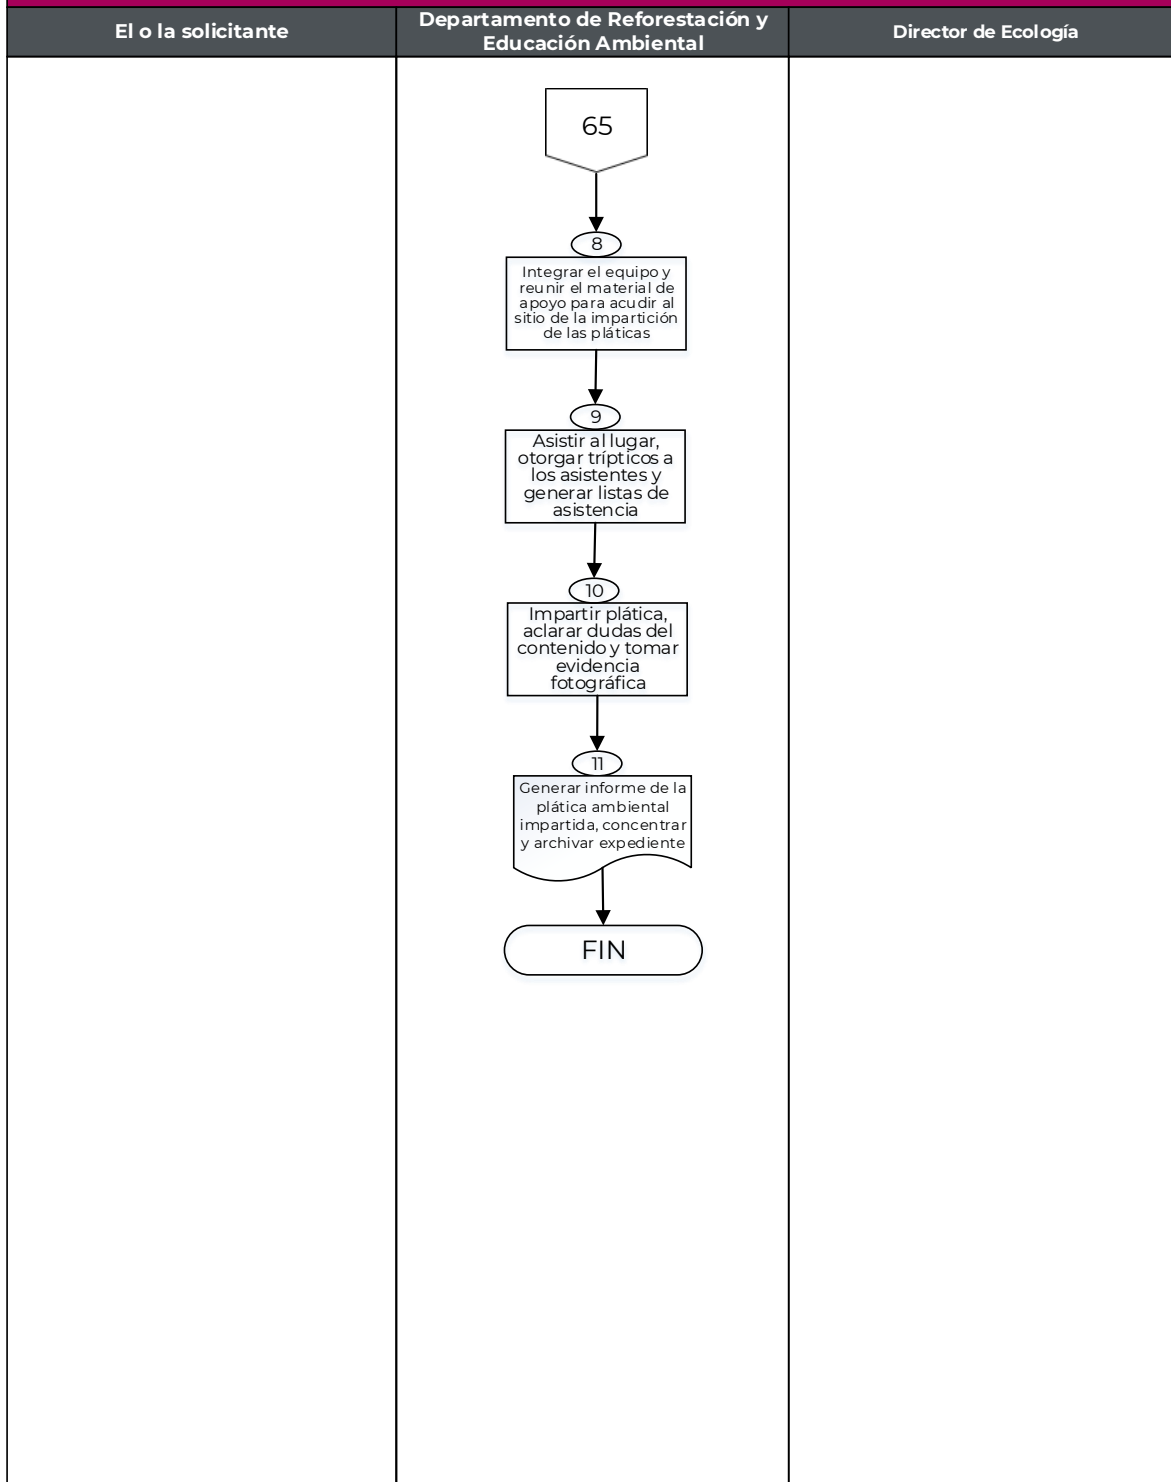 El o la solicitante
Departamento de Reforestación y
Educación Ambiental
Director de Ecología
65
8
Integrar el equipo y
reunir el material de
apoyo para acudir al
sitio de la impartición
de las pláticas
9
Asistir al lugar,
otorgar trípticos a
los asistentes y
generar listas de
asistencia
10
Impartir plática,
aclarar dudas del
contenido y tomar
evidencia
fotográfica
11
Generar informe de la
plática ambiental
impartida, concentrar
y archivar expediente
FIN